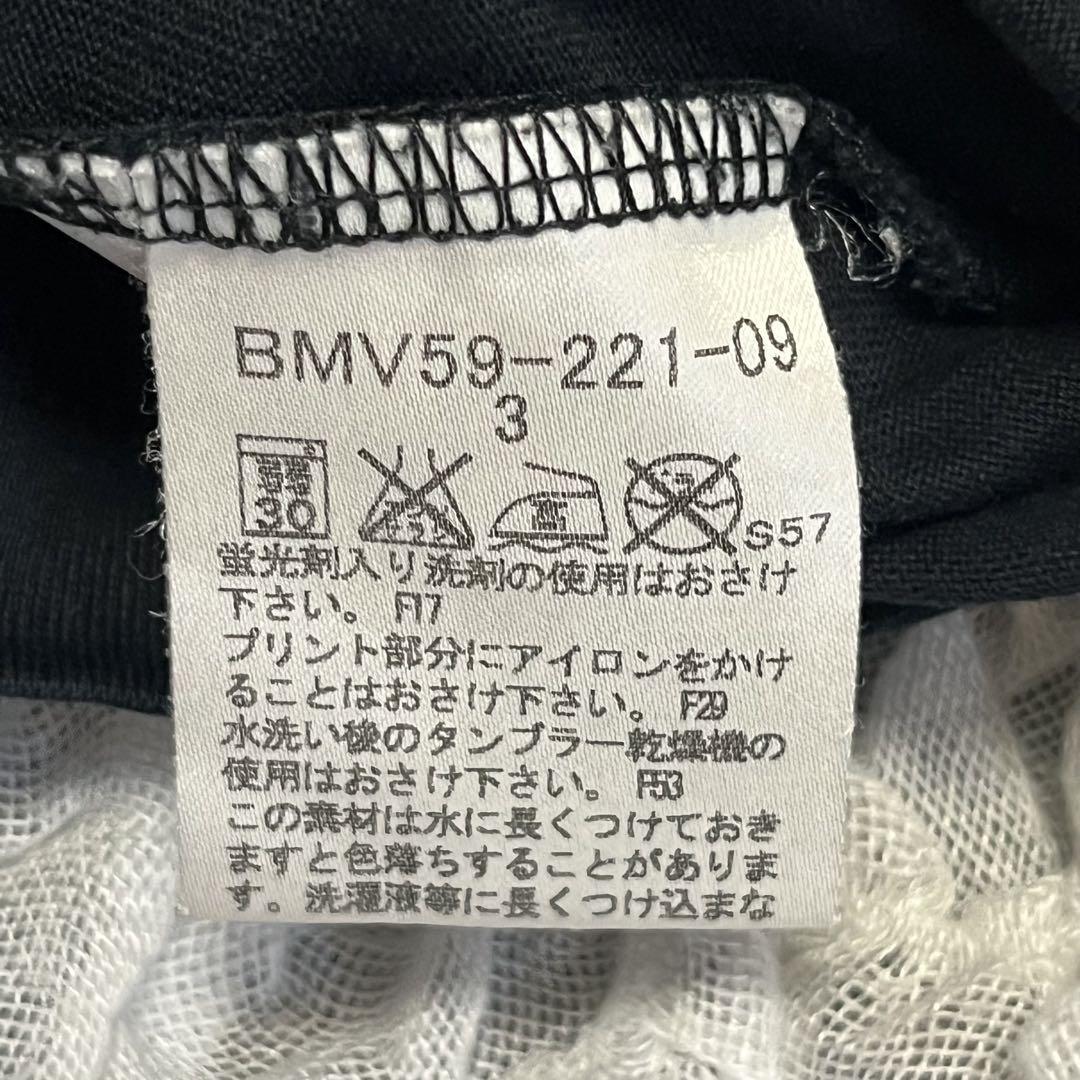 BMV59-221-09
3
30
S57
蛍光剤入り洗剤の使用はおさけ
下さい。 F17
プリント部分にアイロンをかけ
ることはおさけ下さい。 F29
水洗い後のタンブラー乾燥機の
使用はおさけ下さい。 F53
この素材は水に長くつけておき
ますと色落ちすることがありま
す。洗濯液等に長くつけ込まな